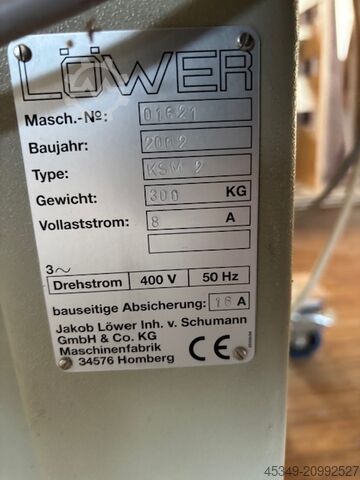 LÖWER
Masch.-Nº: 01621
Baujahr: 2002
Type: KSM 2
Gewicht: 300 KG
Vollaststrom: 8 A
3~
Drehstrom 400 V 50 Hz
bauseitige Absicherung: 16 A
Jakob Löwer Inh. v. Schumann
GmbH & Co. KG
Maschinenfabrik
34576 Homberg
CE
45349-20992527